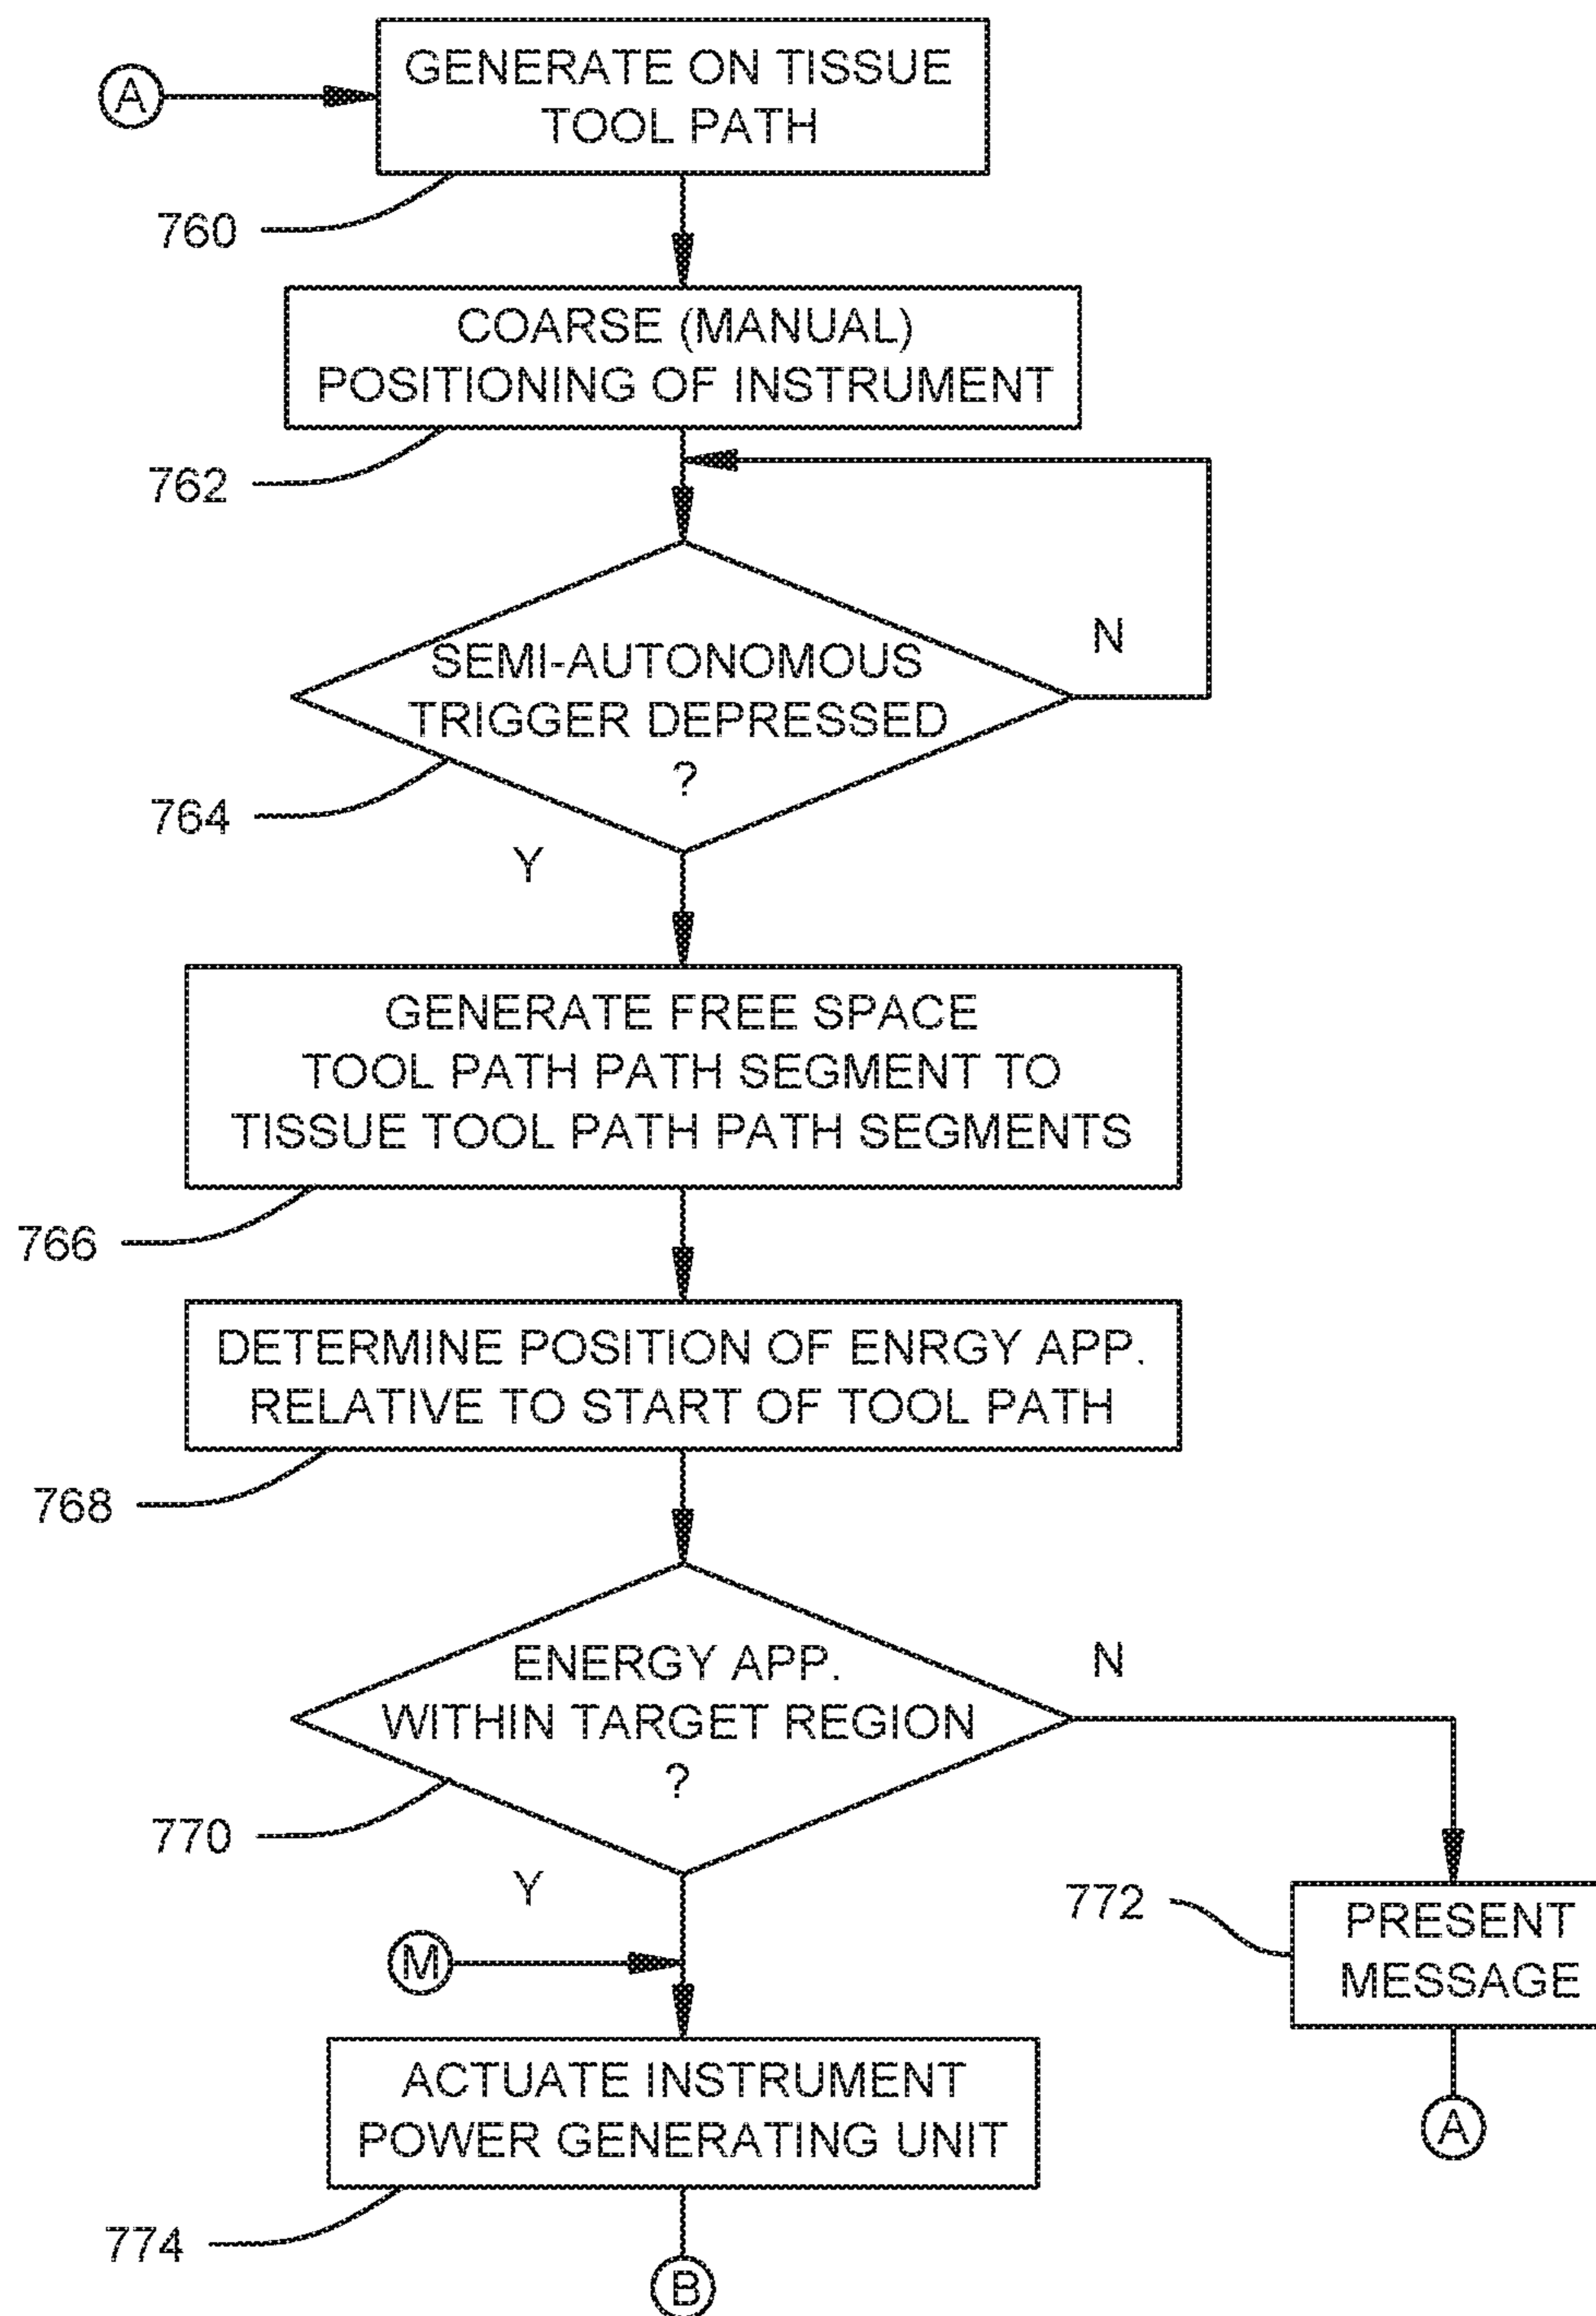 A
GENERATE ON TISSUE
TOOL PATH
760
COARSE (MANUAL)
POSITIONING OF INSTRUMENT
762
N
SEMI-AUTONOMOUS
TRIGGER DEPRESSED
?
764
Y
GENERATE FREE SPACE
TOOL PATH PATH SEGMENT TO
TISSUE TOOL PATH PATH SEGMENTS
766
DETERMINE POSITION OF ENRGY APP.
RELATIVE TO START OF TOOL PATH
768
ENERGY APP.
WITHIN TARGET REGION
?
N
770
Y
772
PRESENT
MESSAGE
M
ACTUATE INSTRUMENT
POWER GENERATING UNIT
A
774
B